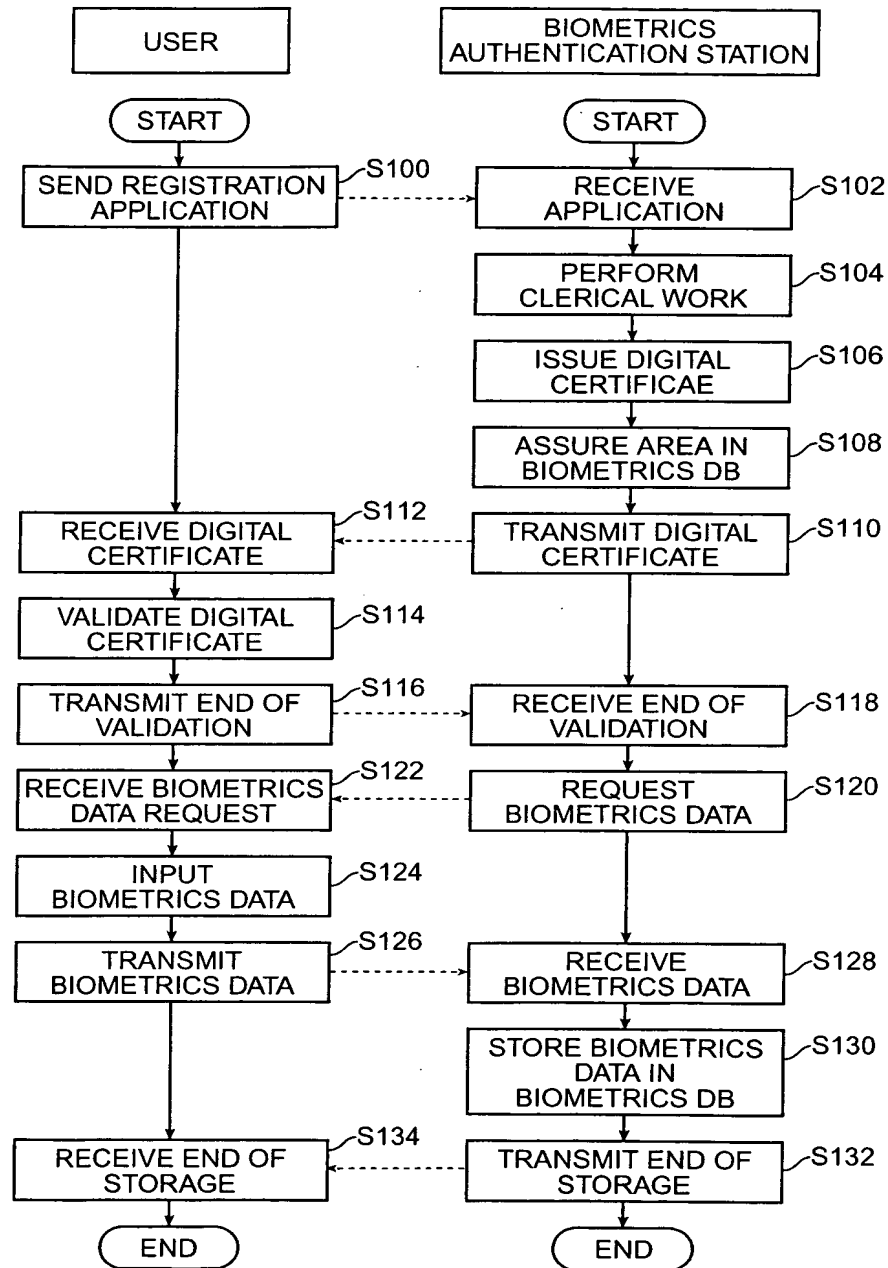 USER
BIOMETRICS
AUTHENTICATION STATION
START
START
SEND REGISTRATION
APPLICATION
S100
RECEIVE
APPLICATION
S102
PERFORM
CLERICAL WORK
S104
ISSUE DIGITAL
CERTIFICAE
S106
ASSURE AREA IN
BIOMETRICS DB
S108
RECEIVE DIGITAL
CERTIFICATE
S112
TRANSMIT DIGITAL
CERTIFICATE
S110
VALIDATE DIGITAL
CERTIFICATE
S114
TRANSMIT END OF
VALIDATION
S116
RECEIVE END OF
VALIDATION
S118
RECEIVE BIOMETRICS
DATA REQUEST
S122
REQUEST
BIOMETRICS DATA
S120
INPUT
BIOMETRICS DATA
S124
TRANSMIT
BIOMETRICS DATA
S126
RECEIVE
BIOMETRICS DATA
S128
STORE BIOMETRICS
DATA IN
BIOMETRICS DB
S130
RECEIVE END OF
STORAGE
S134
TRANSMIT END OF
STORAGE
S132
END
END